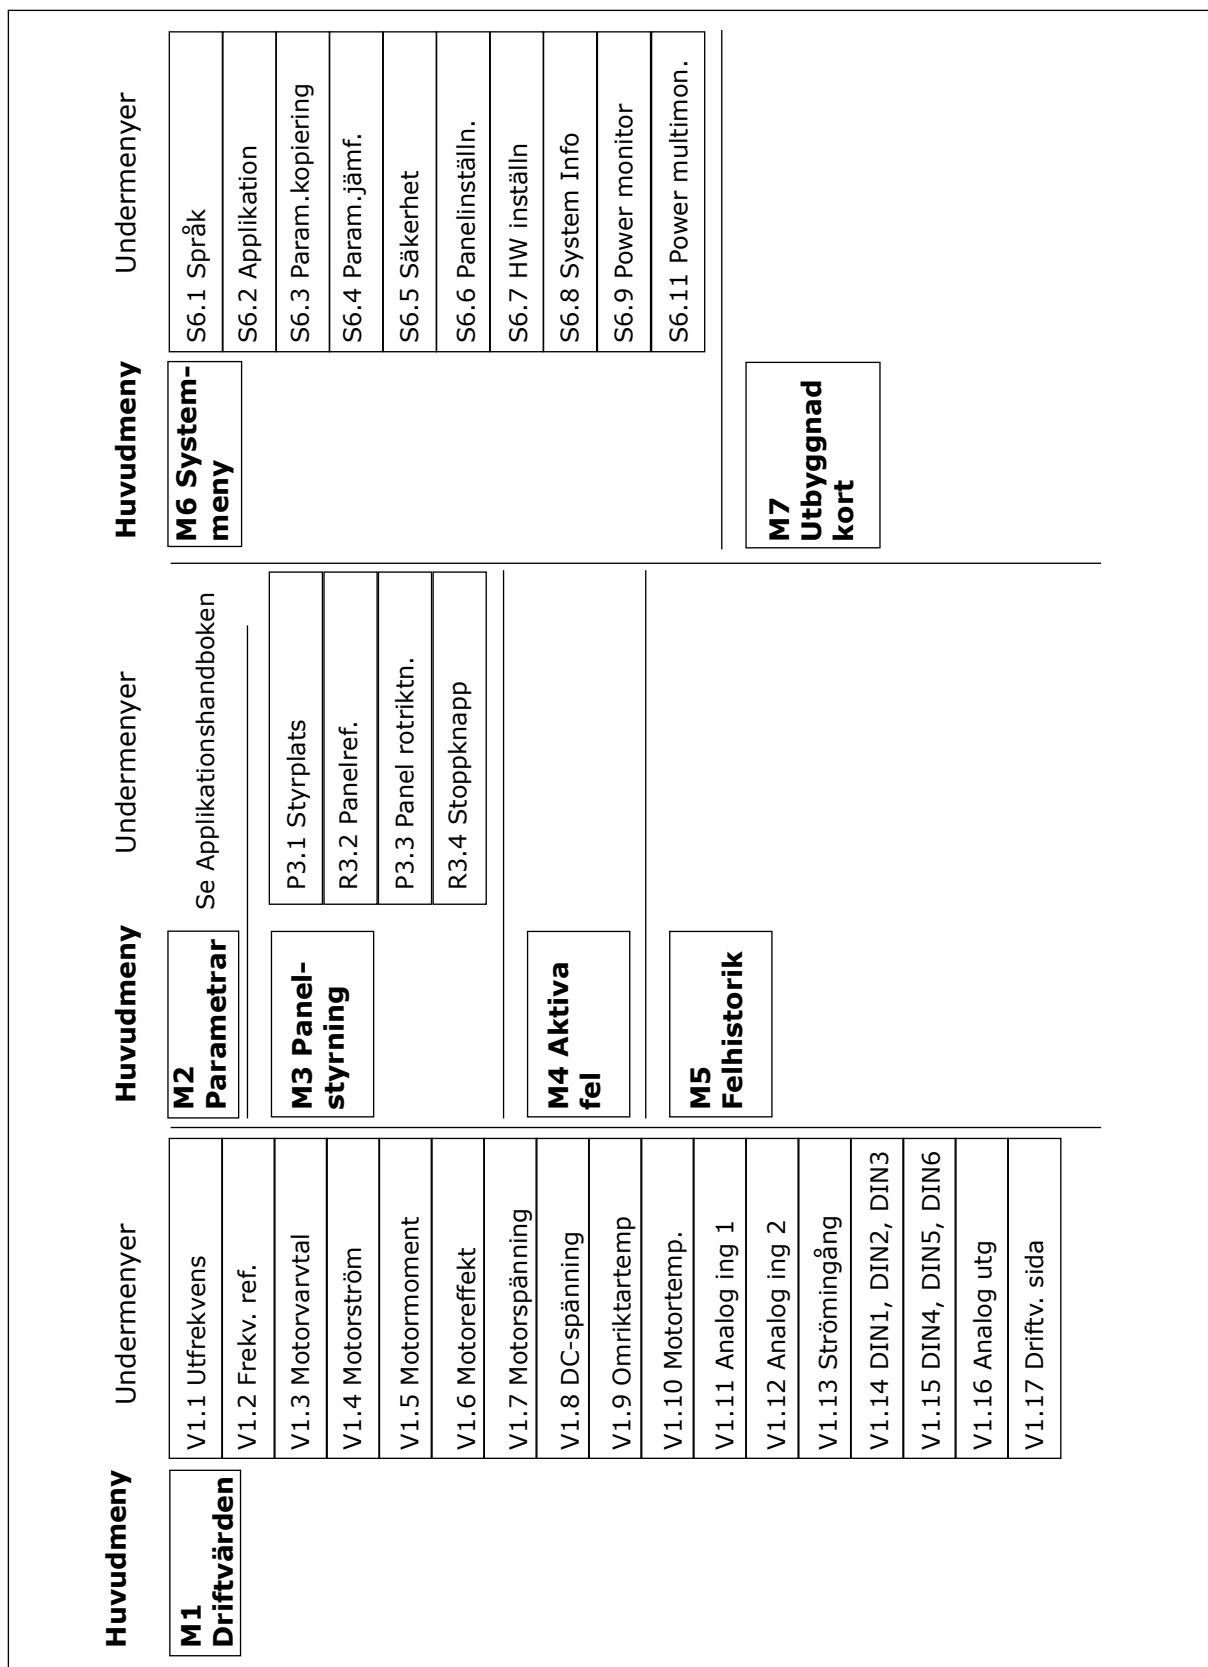 Huvudmeny
Undermenyer
M1
Driftvärden
V1.1 Utfrekvens
V1.2 Frekv. ref.
V1.3 Motorvarvtal
V1.4 Motorström
V1.5 Motormoment
V1.6 Motoreffekt
V1.7 Motorspänning
V1.8 DC-spänning
V1.9 Omriktartemp
V1.10 Motortemp.
V1.11 Analog ing 1
V1.12 Analog ing 2
V1.13 Strömingång
V1.14 DIN1, DIN2, DIN3
V1.15 DIN4, DIN5, DIN6
V1.16 Analog utg
V1.17 Driftv. sida
Huvudmeny
Undermenyer
M2
Parametrar
Se Applikationshandboken
M3 Panel-
styrning
P3.1 Styrplats
R3.2 Panelref.
P3.3 Panel rotriktn.
R3.4 Stoppknapp
M4 Aktiva
fel
M5
Felhistorik
Huvudmeny
Undermenyer
M6 System-
meny
S6.1 Språk
S6.2 Applikation
S6.3 Param.kopiering
S6.4 Param.jämf.
S6.5 Säkerhet
S6.6 Panelinställn.
S6.7 HW inställn
S6.8 System Info
S6.9 Power monitor
S6.11 Power multimon.
M7
Utbyggnad
kort